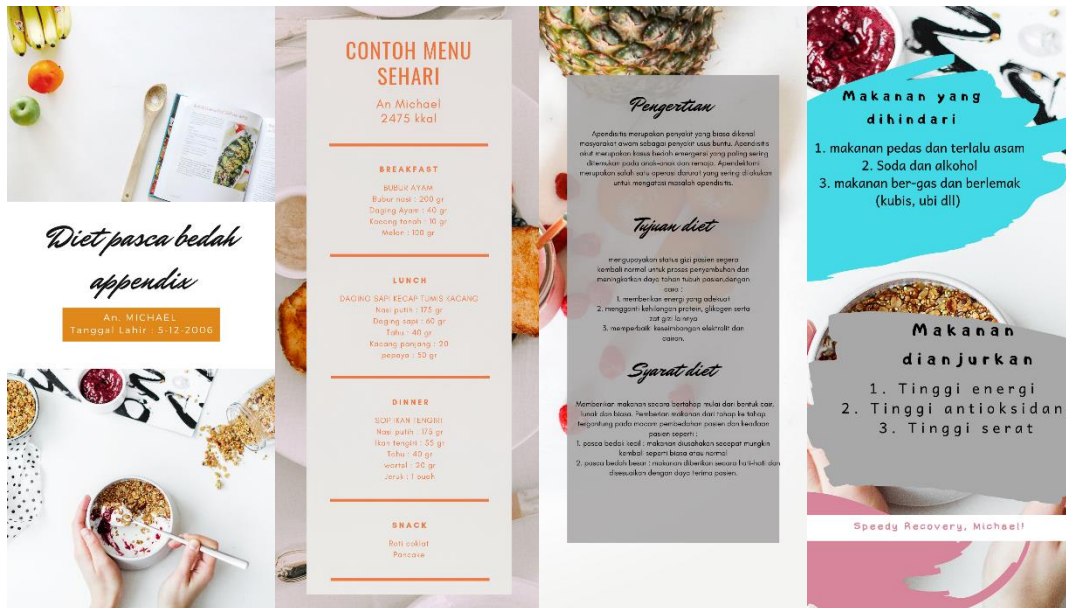 Diet pasca bedah
appendix
An. MICHAEL
Tanggal Lahir : 5-12-2006
CONTOH MENU
SEHARI
An Michael
2475 kkal
BREAKFAST
BUBUR AYAM
Bubur nasi : 200 gr
Daging Ayam : 40 gr
Kacang tanah : 10 gr
Melon : 100 gr
LUNCH
DAGING SAPI KECAP TUMIS KACANG
Nasi putih : 175 gr
Daging sapi : 60 gr
Tahu : 40 gr
Kacang panjang : 20
pepaya : 50 gr
DINNER
SOP IKAN TENGIRI
Nasi putih : 175 gr
Ikan tengiri : 35 gr
Tahu : 40 gr
wortel : 20 gr
Jeruk : 1 buah
SNACK
Roti coklat
Pancake
Pengertian
Apendisitis merupakan penyakit yang biasa dikenal
masyarakat awam sebagai penyakit usus buntu. Apendisitis
akut merupakan kasus bedah emergensi yang paling sering
ditemukan pada anak-anak dan remaja. Apendektomi
merupakan salah satu operasi darurat yang sering dilakukan
untuk mengatasi masalah apendisitis.
Tujuan diet
mengupayakan status gizi pasien segera
kembali normal untuk proses penyembuhan dan
meningkatkan daya tahan tubuh pasien,dengan
cara :
1. memberikan energi yang adekuat
2. mengganti kehilangan protein, glikogen serta
zat gizi lainnya
3. memperbaiki keseimbangan elektrolit dan
cairan.
Syarat diet
Memberikan makanan secara bertahap mulai dari bentuk cair,
lunak dan biasa. Pemberian makanan dari tahap ke tahap
tergantung pada macam pembedahan pasien dan keadaan
pasien seperti :
1. pasca bedak kecil : makanan diusahakan secepat mungkin
kembali seperti biasa atau normal
2. pasca bedah besar : makanan diberikan secara hati-hati dan
disesuaikan dengan daya terima pasien.
Makanan yang
dihindari
1. makanan pedas dan terlalu asam
2. Soda dan alkohol
3. makanan ber-gas dan berlemak
(kubis, ubi dll)
Makanan
dianjurkan
1. Tinggi energi
2. Tinggi antioksidan
3. Tinggi serat
Speedy Recovery, Michael!